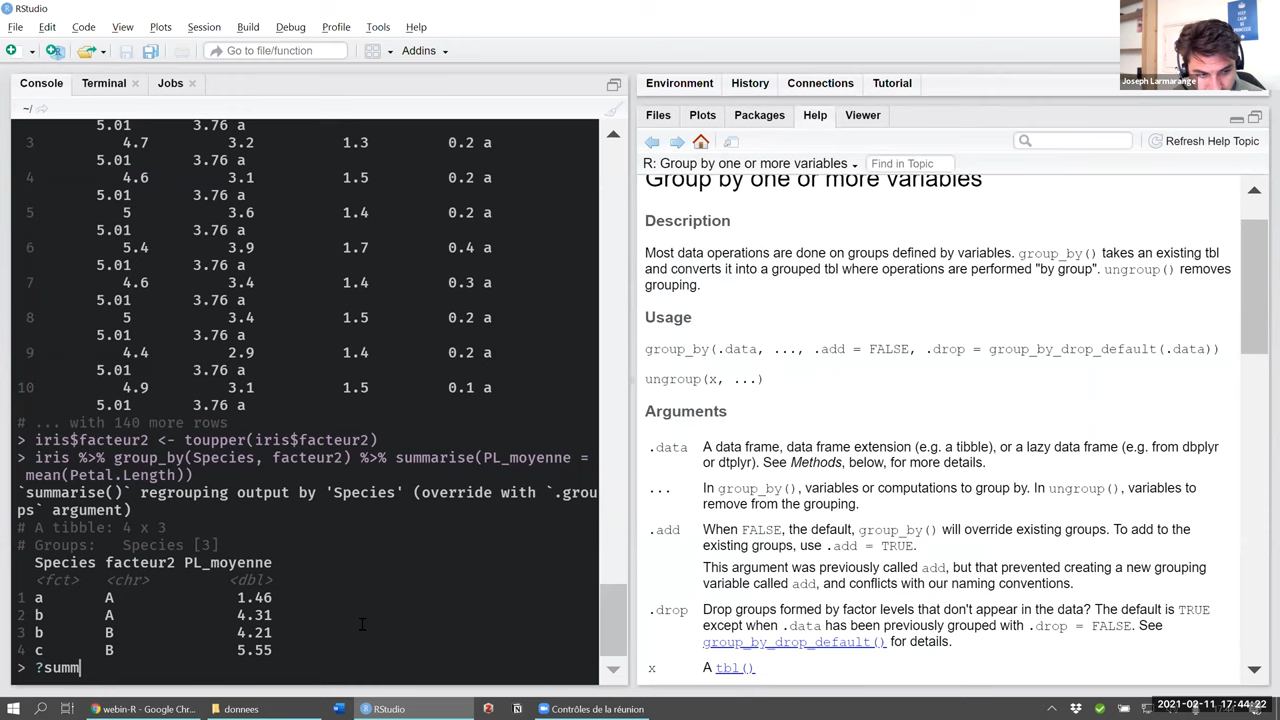 RStudio
File Edit Code View Plots Session Build Debug Profile Tools Help
Go to file/function
Addins
Console Terminal Jobs
~/
5.01 3.76 a
3 4.7 3.2 1.3 0.2 a
5.01 3.76 a
4 4.6 3.1 1.5 0.2 a
5.01 3.76 a
5 5 3.6 1.4 0.2 a
5.01 3.76 a
6 5.4 3.9 1.7 0.4 a
5.01 3.76 a
7 4.6 3.4 1.4 0.3 a
5.01 3.76 a
8 5 3.4 1.5 0.2 a
5.01 3.76 a
9 4.4 2.9 1.4 0.2 a
5.01 3.76 a
10 4.9 3.1 1.5 0.1 a
5.01 3.76 a
# ... with 140 more rows
> iris$facteur2 <- toupper(iris$facteur2)
> iris %>% group_by(Species, facteur2) %>% summarise(PL_moyenne =
mean(Petal.Length))
`summarise()` regrouping output by 'Species' (override with `.grou
ps` argument)
# A tibble: 4 x 3
# Groups: Species [3]
Species facteur2 PL_moyenne
<fct> <chr> <dbl>
1 a A 1.46
2 b A 4.31
3 b B 4.21
4 c B 5.55
> ?summ
Environment History Connections Tutorial
Files Plots Packages Help Viewer
Refresh Help Topic
R: Group by one or more variables Find in Topic
Group by one or more variables
Description
Most data operations are done on groups defined by variables. group_by() takes an existing tbl
and converts it into a grouped tbl where operations are performed "by group". ungroup() removes
grouping.
Usage
group_by(.data, ..., .add = FALSE, .drop = group_by_drop_default(.data))
ungroup(x, ...)
Arguments
.data A data frame, data frame extension (e.g. a tibble), or a lazy data frame (e.g. from dbplyr
or dtplyr). See Methods, below, for more details.
... In group_by(), variables or computations to group by. In ungroup(), variables to
remove from the grouping.
.add When FALSE, the default, group_by() will override existing groups. To add to the
existing groups, use .add = TRUE.
This argument was previously called add, but that prevented creating a new grouping
variable called add, and conflicts with our naming conventions.
.drop Drop groups formed by factor levels that don't appear in the data? The default is TRUE
except when .data has been previously grouped with .drop = FALSE. See
group_by_drop_default() for details.
x A tbl()
KEEP
CALM
Joseph Larmarange
webin-R - Google Chr...
donnees
RStudio
Contrôles de la réunion
2021-02-11 17:44:22